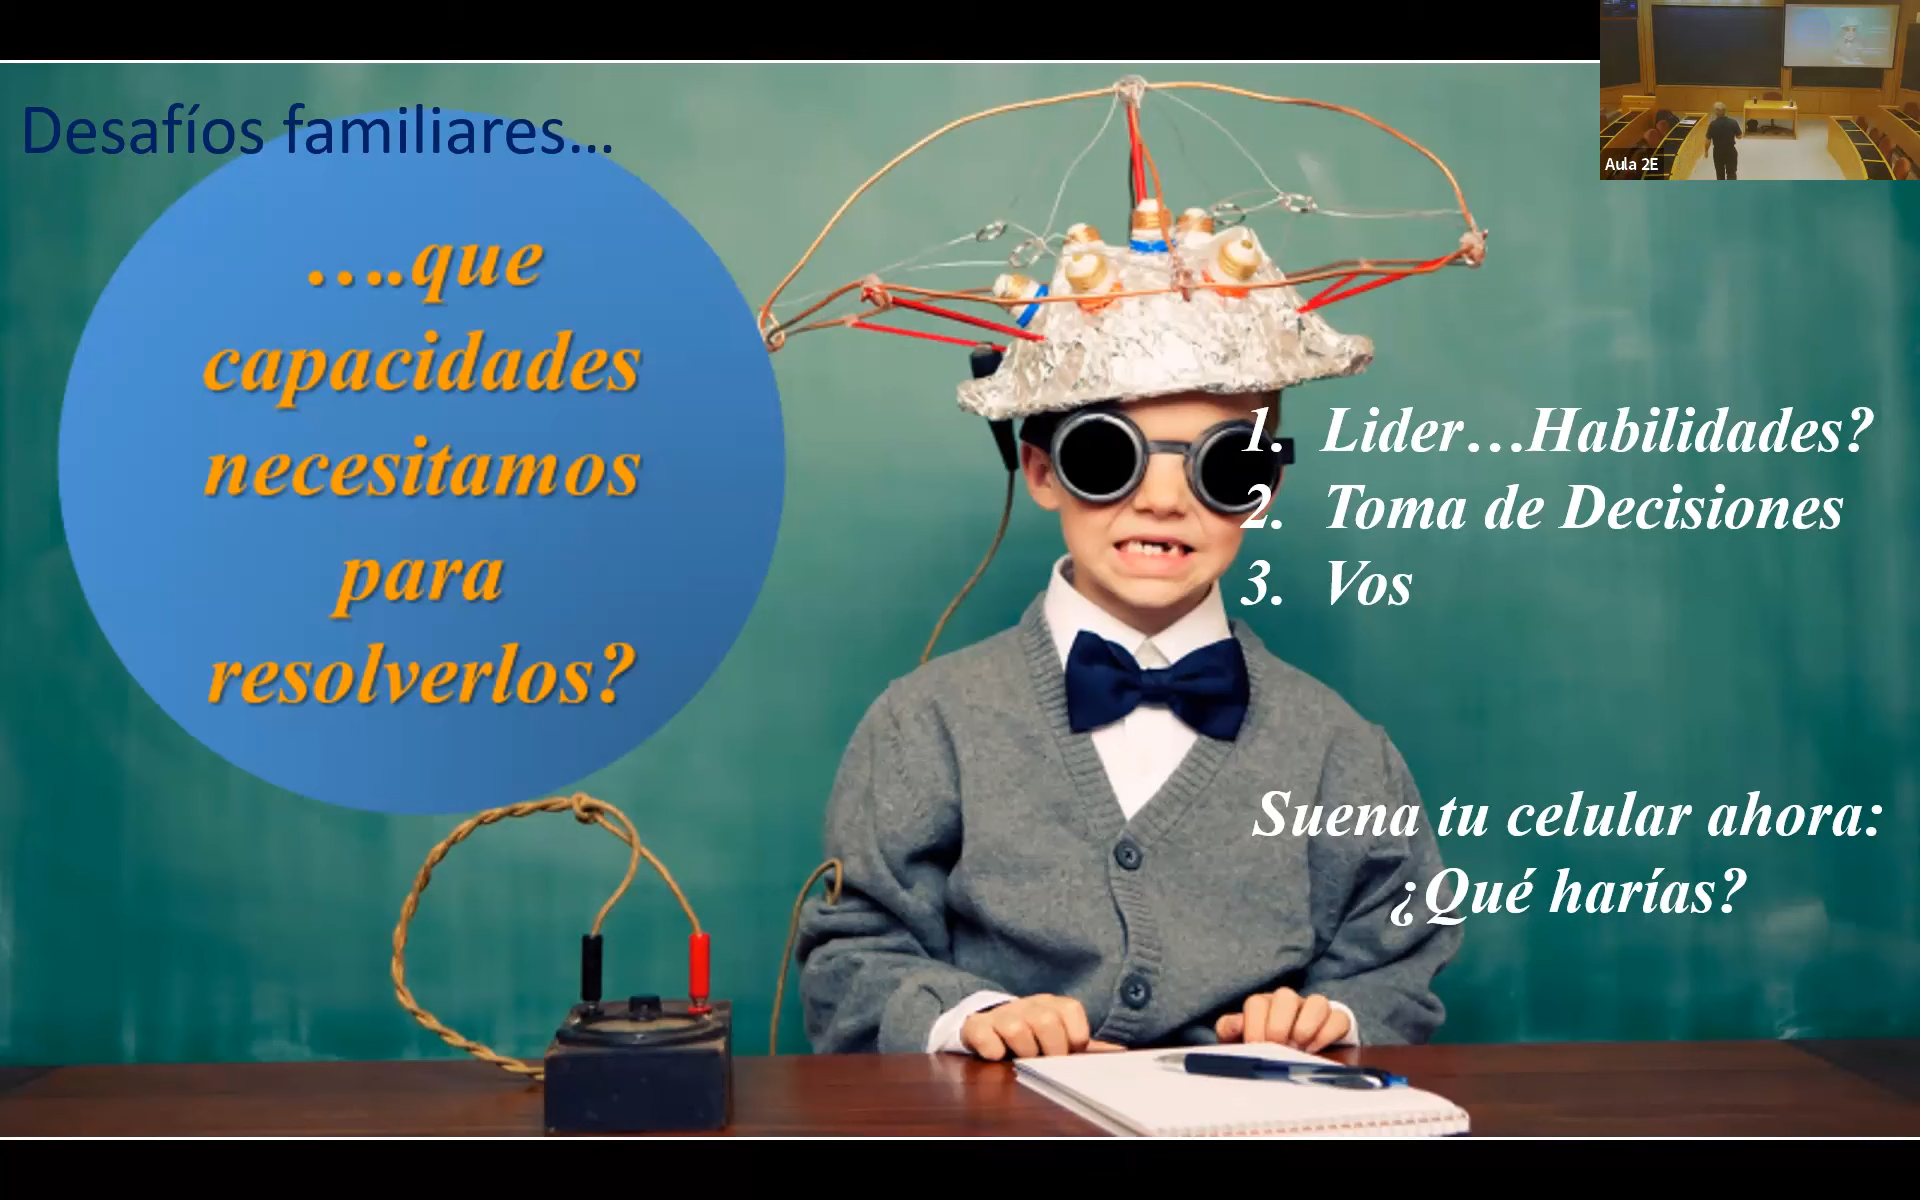 Desafíos familiares...
….que
capacidades
necesitamos
para
resolverlos?
1. Lider…Habilidades?
2. Toma de Decisiones
3. Vos
Suena tu celular ahora:
¿Qué harías?
Aula 2E